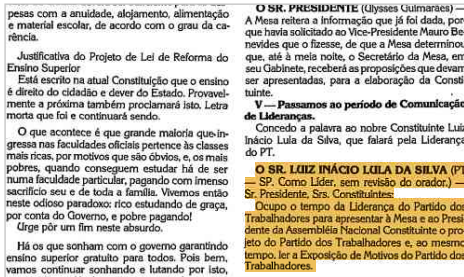 pesas com a anuidade, alojamento, alimentação
e material escolar, de acordo com o grau da ca-
rência.
Justificativa do Projeto de Lei de Reforma do
Ensino Superior
Está escrito na atual Constituição que o ensino
é direito do cidadão e dever do Estado. Provavel-
mente a próxima também proclamará isto. Letra
morta que foi e continuará sendo.
O que acontece é que grande maioria que in-
gressa nas faculdades oficiais pertence às classes
mais ricas, por motivos que são óbvios, e, os mais
pobres, quando conseguem estudar há de ser
numa faculdade particular, pagando com imenso
sacrifício seu e de toda a família. Vivemos então
neste odioso paradoxo: rico estudando de graça,
por conta do Governo, e pobre pagando!
Urge pôr um fim neste absurdo.
Há os que sonham com o governo garantindo
ensino superior gratuito para todos. Pois bem,
vamos continuar sonhando e lutando por isto,
O SR. PRESIDENTE (Ulysses Guimarães) —
A Mesa reitera a informação que já foi dada, por
que havia solicitado ao Vice-Presidente Mauro Be
nevides que o fizesse, de que a Mesa determinou
que, até à meia noite, o Secretário da Mesa, em
seu Gabinete, receberá as proposições que devam
ser apresentadas, para a elaboração da Consti
tuinte.
V — Passamos ao período de Comunicação
de Lideranças.
Concedo a palavra ao nobre Constituinte Luiz
Inácio Lula da Silva, que falará pela Liderança
do PT.
O SR. LUIZ INÁCIO LULA DA SILVA (PT
— SP. Como Líder, sem revisão do orador.) —
Sr. Presidente, Srs. Constituintes:
Ocupo o tempo da Liderança do Partido dos
Trabalhadores para apresentar à Mesa e ao Presi
dente da Assembléia Nacional Constituinte o pro
jeto do Partido dos Trabalhadores e, ao mesmo
tempo, ler a Exposição de Motivos do Partido dos
Trabalhadores.